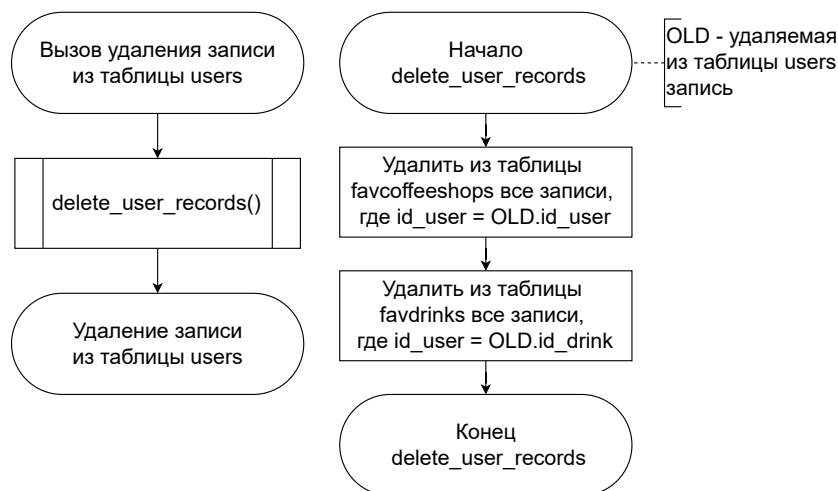 Вызов удаления записи
из таблицы users
delete_user_records()
Удаление записи
из таблицы users
Начало
delete_user_records
OLD - удаляемая
из таблицы users
запись
Удалить из таблицы
favcoffeeshops все записи,
где id_user = OLD.id_user
Удалить из таблицы
favdrinks все записи,
где id_user = OLD.id_drink
Конец
delete_user_records